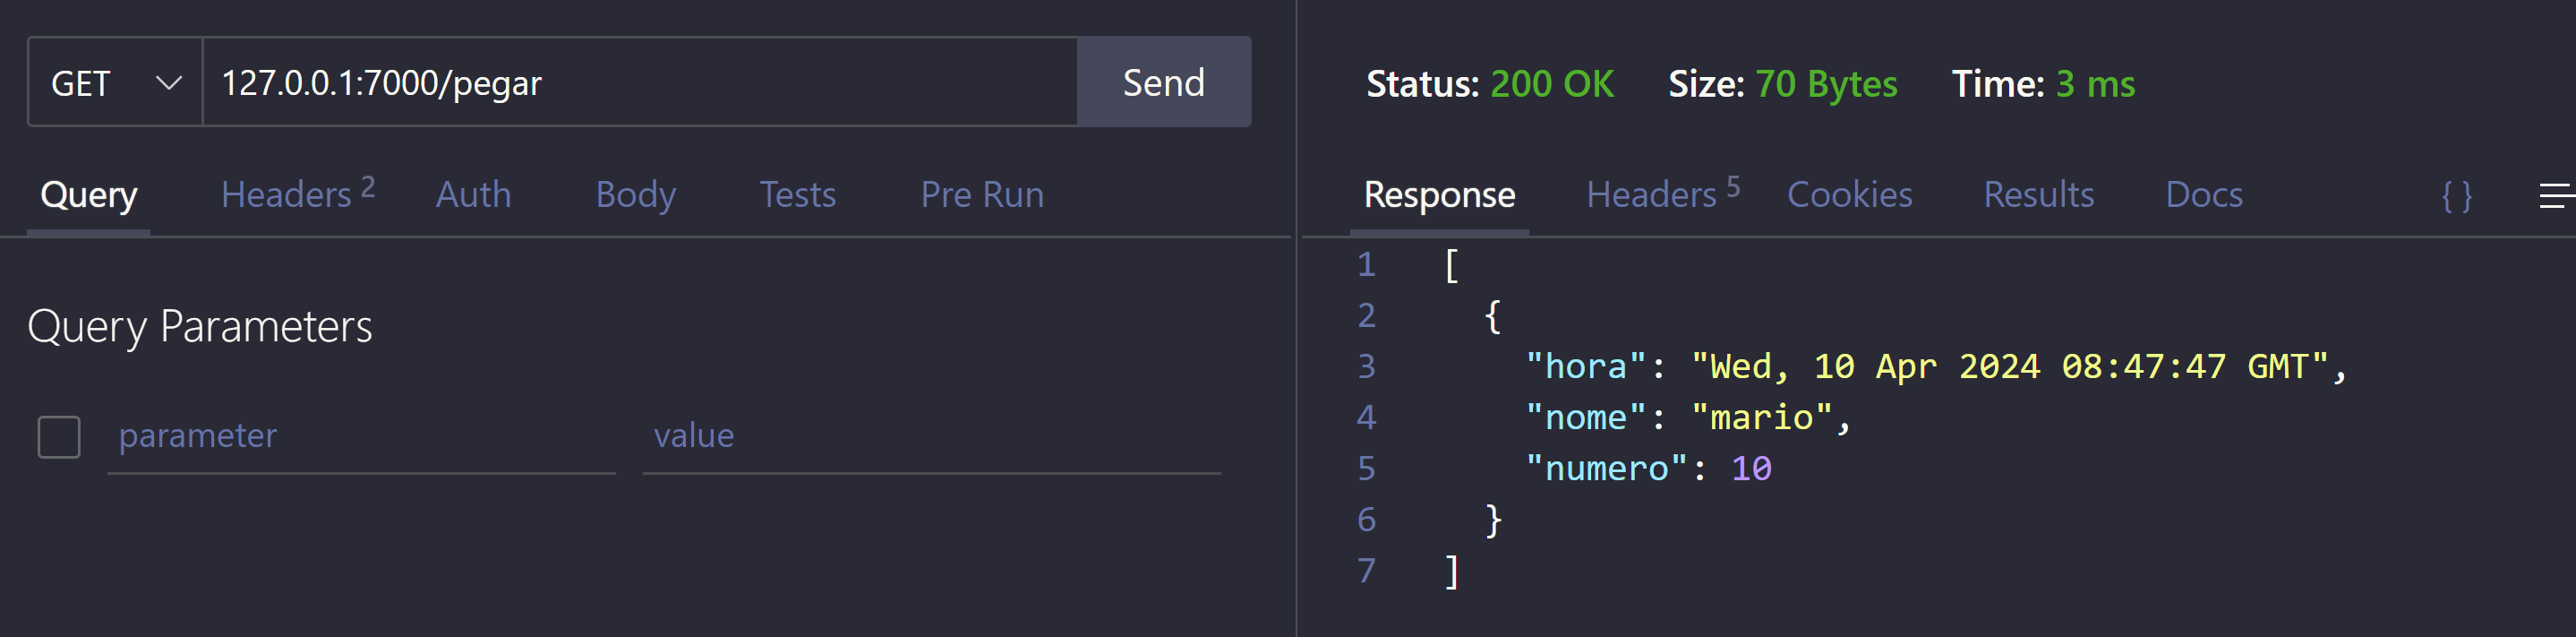 GET 127.0.0.1:7000/pegar Send
Query Headers 2 Auth Body Tests Pre Run
Query Parameters
parameter value
Status: 200 OK Size: 70 Bytes Time: 3 ms
Response Headers 5 Cookies Results Docs { }
1 [
2 {
3 "hora": "Wed, 10 Apr 2024 08:47:47 GMT",
4 "nome": "mario",
5 "numero": 10
6 }
7 ]